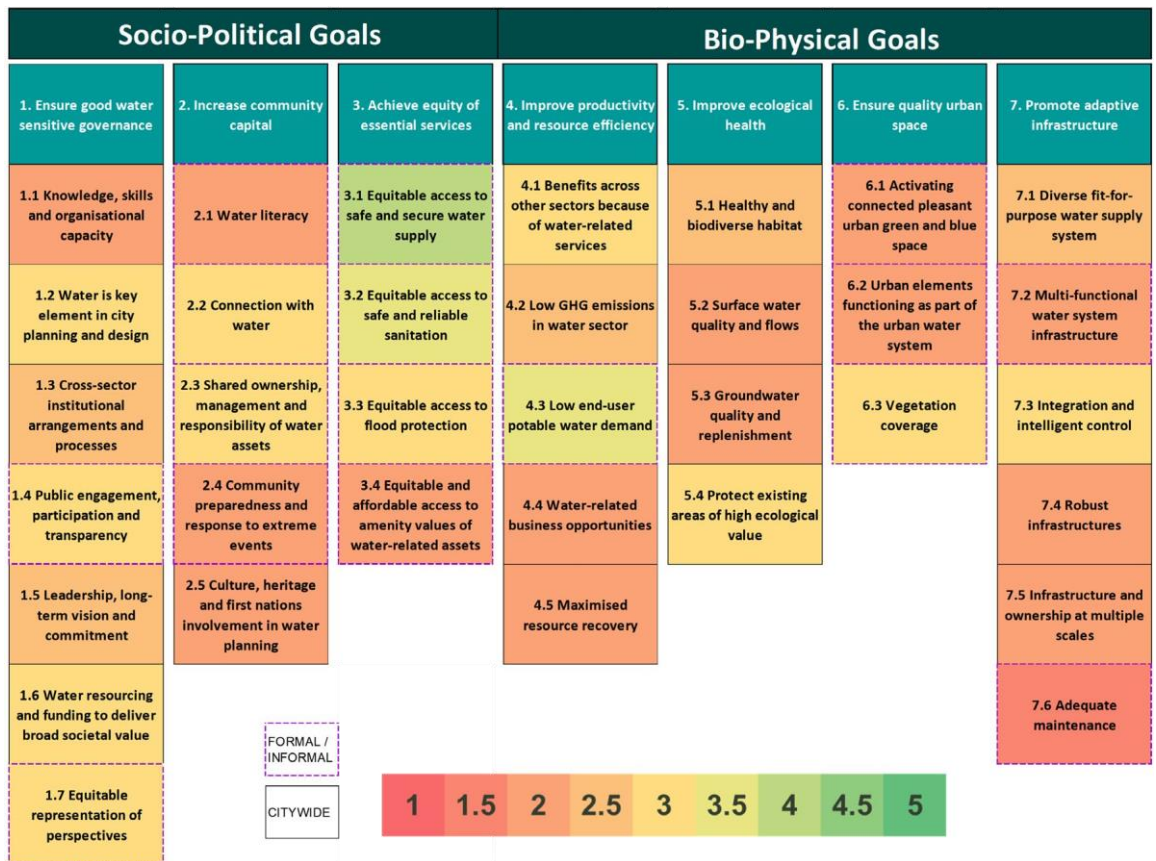 Socio-Political Goals
Bio-Physical Goals
1. Ensure good water
sensitive governance
2. Increase community
capital
3. Achieve equity of
essential services
4. Improve productivity
and resource efficiency
5. Improve ecological
health
6. Ensure quality urban
space
7. Promote adaptive
infrastructure
1.1 Knowledge, skills
and organisational
capacity
2.1 Water literacy
3.1 Equitable access to
safe and secure water
supply
4.1 Benefits across
other sectors because
of water-related
services
5.1 Healthy and
biodiverse habitat
6.1 Activating
connected pleasant
urban green and blue
space
7.1 Diverse fit-for-
purpose water supply
system
1.2 Water is key
element in city
planning and design
2.2 Connection with
water
3.2 Equitable access to
safe and reliable
sanitation
4.2 Low GHG emissions
in water sector
5.2 Surface water
quality and flows
6.2 Urban elements
functioning as part of
the urban water
system
7.2 Multi-functional
water system
infrastructure
1.3 Cross-sector
institutional
arrangements and
processes
2.3 Shared ownership,
management and
responsibility of water
assets
3.3 Equitable access to
flood protection
4.3 Low end-user
potable water demand
5.3 Groundwater
quality and
replenishment
6.3 Vegetation
coverage
7.3 Integration and
intelligent control
1.4 Public engagement,
participation and
transparency
2.4 Community
preparedness and
response to extreme
events
3.4 Equitable and
affordable access to
amenity values of
water-related assets
4.4 Water-related
business opportunities
5.4 Protect existing
areas of high ecological
value
7.4 Robust
infrastructures
1.5 Leadership, long-
term vision and
commitment
2.5 Culture, heritage
and first nations
involvement in water
planning
4.5 Maximised
resource recovery
7.5 Infrastructure and
ownership at multiple
scales
1.6 Water resourcing
and funding to deliver
broad societal value
7.6 Adequate
maintenance
1.7 Equitable
representation of
perspectives
FORMAL /
INFORMAL
CITYWIDE
1 1.5 2 2.5 3 3.5 4 4.5 5